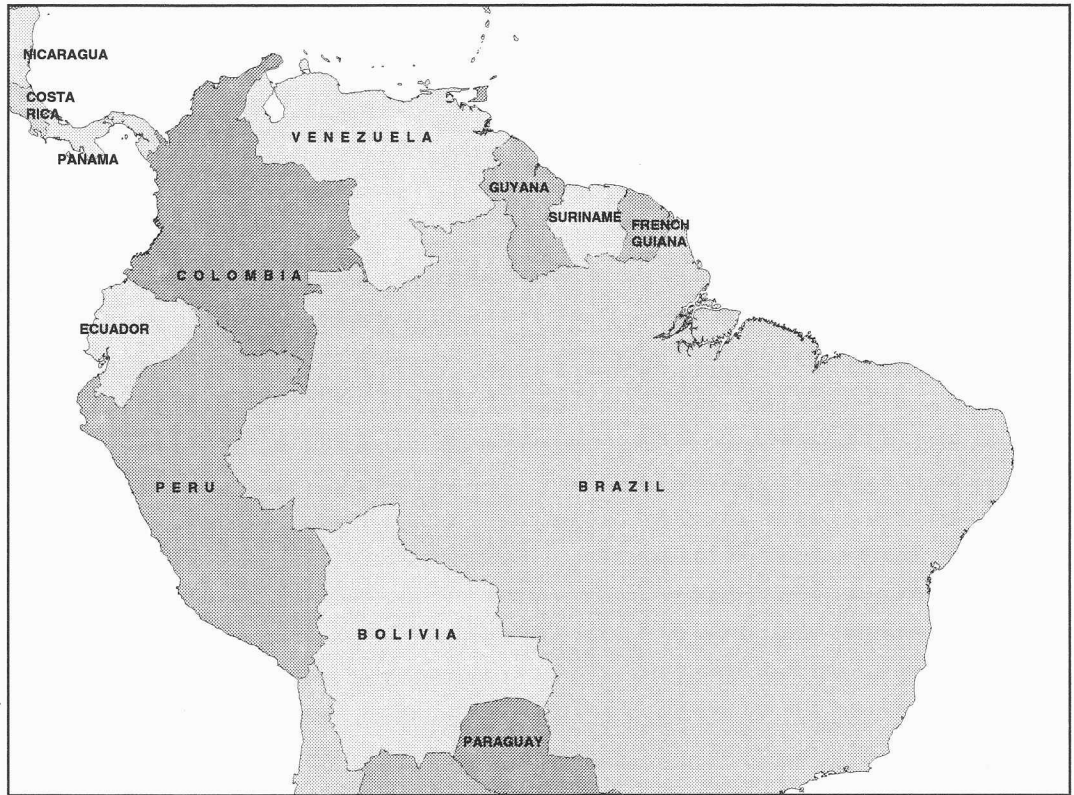 NICARAGUA
COSTA
RICA
PANAMA
VENEZUELA
GUYANA
SURINAME
FRENCH
GUIANA
COLOMBIA
ECUADOR
PERU
BRAZIL
BOLIVIA
PARAGUAY